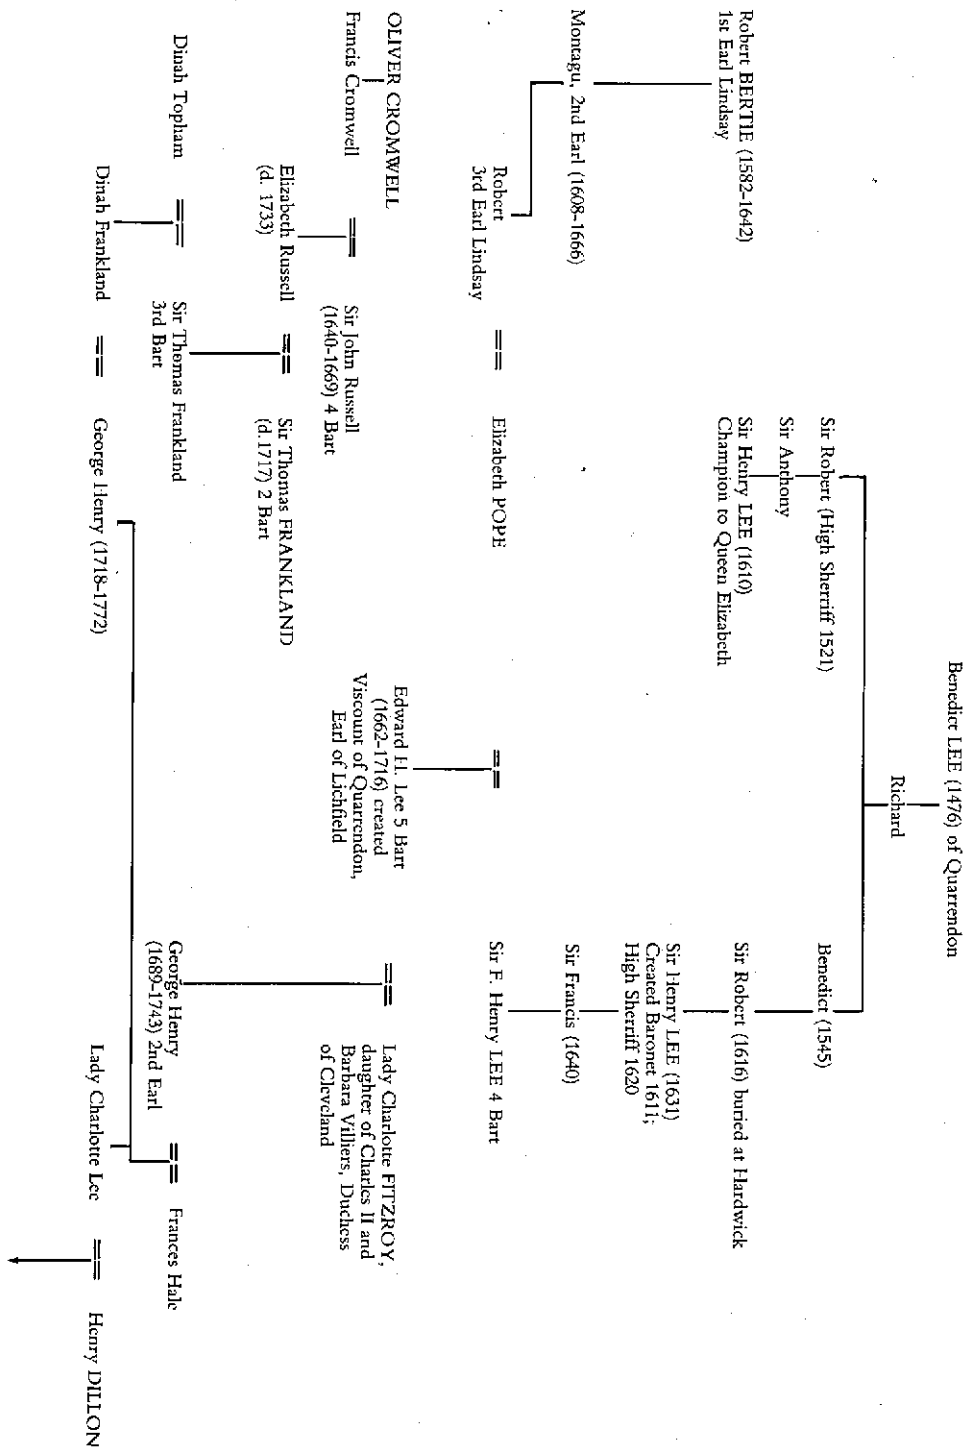 Benedict LEE (1476) of Quarrendon
Richard
Sir Robert (High Sherriff 1521)
Benedict (1545)
Sir Anthony
Robert BERTIE (1582-1642)
1st Earl Lindsay
Sir Henry LEE (1610)
Champion to Queen Elizabeth
Sir Robert (1616) buried at Hardwick
Sir Henry LEE (1631)
Created Baronet 1611;
High Sherriff 1620
Montagu, 2nd Earl (1608-1666)
Sir Francis (1640)
Robert
3rd Earl Lindsay
Elizabeth POPE
Sir F. Henry LEE 4 Bart
OLIVER CROMWELL
Francis Cromwell
Sir John Russell
(1640-1669) 4 Bart
Edward H. Lee 5 Bart
(1662-1716) created
Viscount of Quarrendon,
Earl of Lichfield
Lady Charlotte FITZROY,
daughter of Charles II and
Barbara Villiers, Duchess
of Cleveland
Elizabeth Russell
(d. 1733)
Sir Thomas FRANKLAND
(d.1717) 2 Bart
Dinah Topham
Sir Thomas Frankland
3rd Bart
George Henry
(1689-1743) 2nd Earl
Frances Hale
Dinah Frankland
George Henry (1718-1772)
Lady Charlotte Lee
Henry DILLON